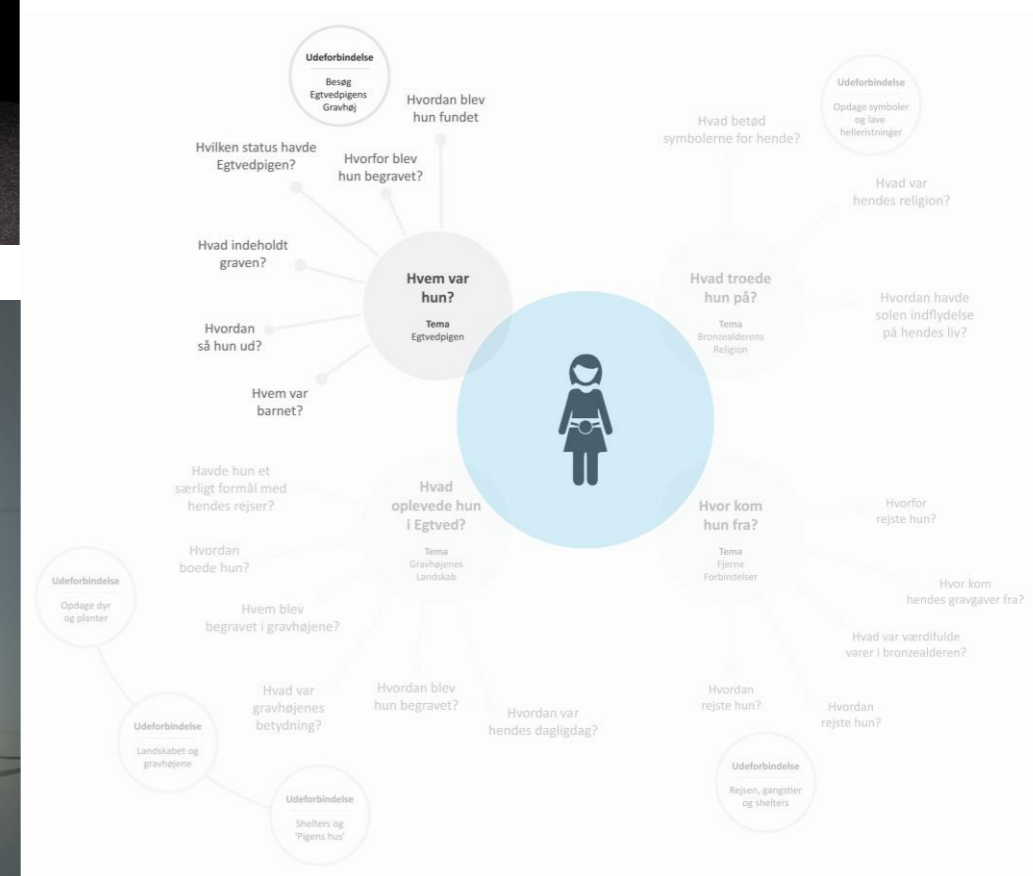 Udeforbindelse
Besøg
Egtvedpigens
Gravhøj
Hvordan blev
hun fundet
Hvilken status havde
Egtvedpigen?
Hvorfor blev
hun begravet?
Hvad indeholdt
graven?
Hvordan
så hun ud?
Hvem var
barnet?
Hvem var
hun?
Tema
Egtvedpigen
Udeforbindelse
Opdage symboler
og lave
helleristninger
Hvad betød
symbolerne for hende?
Hvad var
hendes religion?
Hvordan havde
solen indflydelse
på hendes liv?
Hvad troede
hun på?
Tema
Bronzealderens
Religion
Hvad
oplevede hun
i Egtved?
Tema
Gravhøjenes
Landskab
Havde hun et
særligt formål med
hendes rejser?
Hvordan
boede hun?
Hvem blev
begravet i gravhøjene?
Hvad var
gravhøjenes
betydning?
Hvordan blev
hun begravet?
Hvordan var
hendes dagligdag?
Udeforbindelse
Opdage dyr
og planter
Udeforbindelse
Landskabet og
gravhøjene
Udeforbindelse
Shelters og
'Pigens hus'
Hvor kom
hun fra?
Tema
Fjerne
Forbindelser
Hvorfor
rejste hun?
Hvor kom
hendes gravgaver fra?
Hvad var værdifulde
varer i bronzealderen?
Hvordan
rejste hun?
Hvordan
rejste hun?
Udeforbindelse
Rejsen, gangstier
og shelters